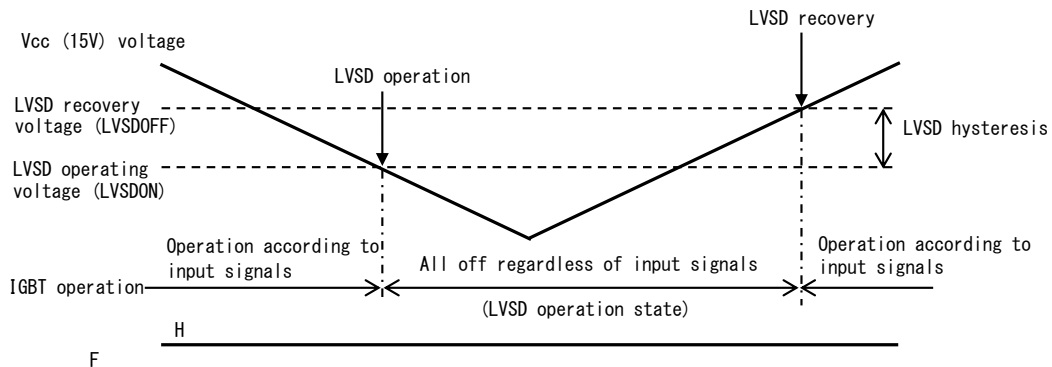 LVSD recovery
Vcc (15V) voltage
LVSD operation
LVSD recovery
voltage (LVSDOFF)
LVSD hysteresis
LVSD operating
voltage (LVSDON)
Operation according to
input signals
All off regardless of input signals
Operation according to
input signals
IGBT operation
(LVSD operation state)
H
F